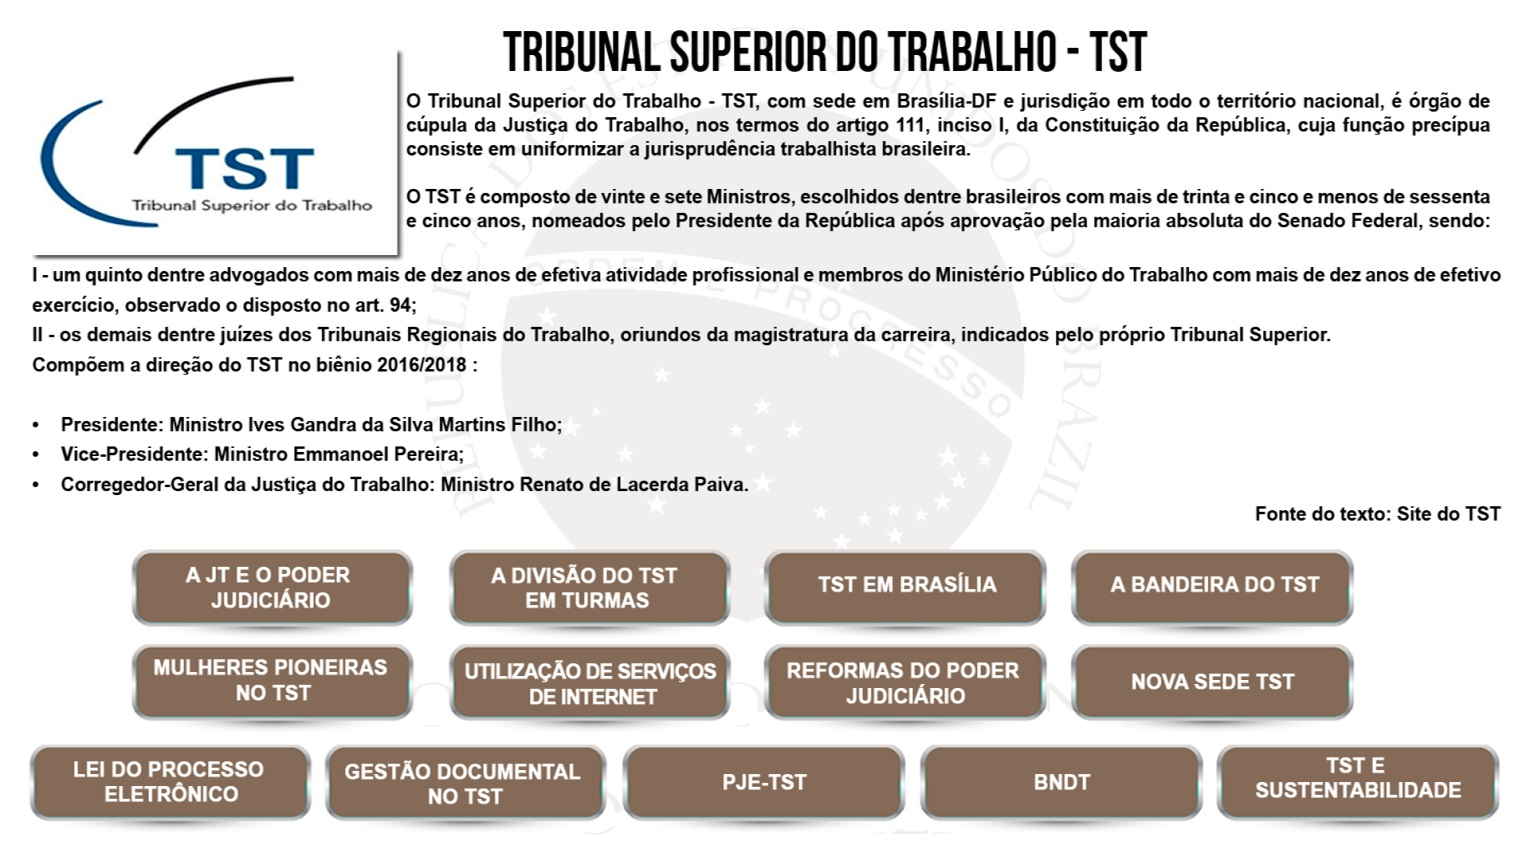 TRIBUNAL SUPERIOR DO TRABALHO - TST
TST
Tribunal Superior do Trabalho
O Tribunal Superior do Trabalho - TST, com sede em Brasília-DF e jurisdição em todo o território nacional, é órgão de
cúpula da Justiça do Trabalho, nos termos do artigo 111, inciso I, da Constituição da República, cuja função precípua
consiste em uniformizar a jurisprudência trabalhista brasileira.
O TST é composto de vinte e sete Ministros, escolhidos dentre brasileiros com mais de trinta e cinco e menos de sessenta
e cinco anos, nomeados pelo Presidente da República após aprovação pela maioria absoluta do Senado Federal, sendo:
I - um quinto dentre advogados com mais de dez anos de efetiva atividade profissional e membros do Ministério Público do Trabalho com mais de dez anos de efetivo
exercício, observado o disposto no art. 94;
II - os demais dentre juízes dos Tribunais Regionais do Trabalho, oriundos da magistratura da carreira, indicados pelo próprio Tribunal Superior.
Compõem a direção do TST no biênio 2016/2018 :
• Presidente: Ministro Ives Gandra da Silva Martins Filho;
• Vice-Presidente: Ministro Emmanoel Pereira;
• Corregedor-Geral da Justiça do Trabalho: Ministro Renato de Lacerda Paiva.
Fonte do texto: Site do TST
ORDEM E PROGRESSO
A JT E O PODER
JUDICIÁRIO
A DIVISÃO DO TST
EM TURMAS
TST EM BRASÍLIA
A BANDEIRA DO TST
MULHERES PIONEIRAS
NO TST
UTILIZAÇÃO DE SERVIÇOS
DE INTERNET
REFORMAS DO PODER
JUDICIÁRIO
NOVA SEDE TST
LEI DO PROCESSO
ELETRÔNICO
GESTÃO DOCUMENTAL
NO TST
PJE-TST
BNDT
TST E
SUSTENTABILIDADE